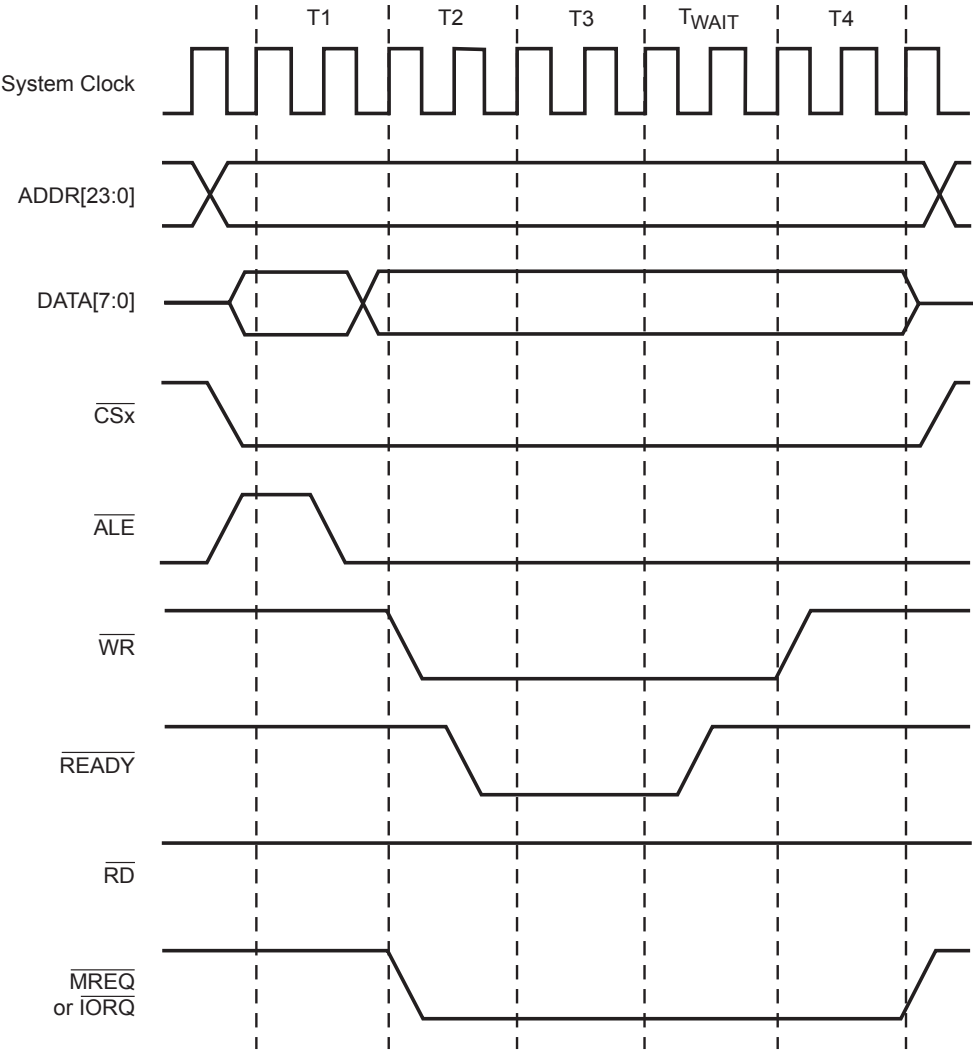 T1 T2 T3 TWAIT T4
System Clock
ADDR[23:0]
DATA[7:0]
CSx
ALE
WR
READY
RD
MREQ
or IORQ